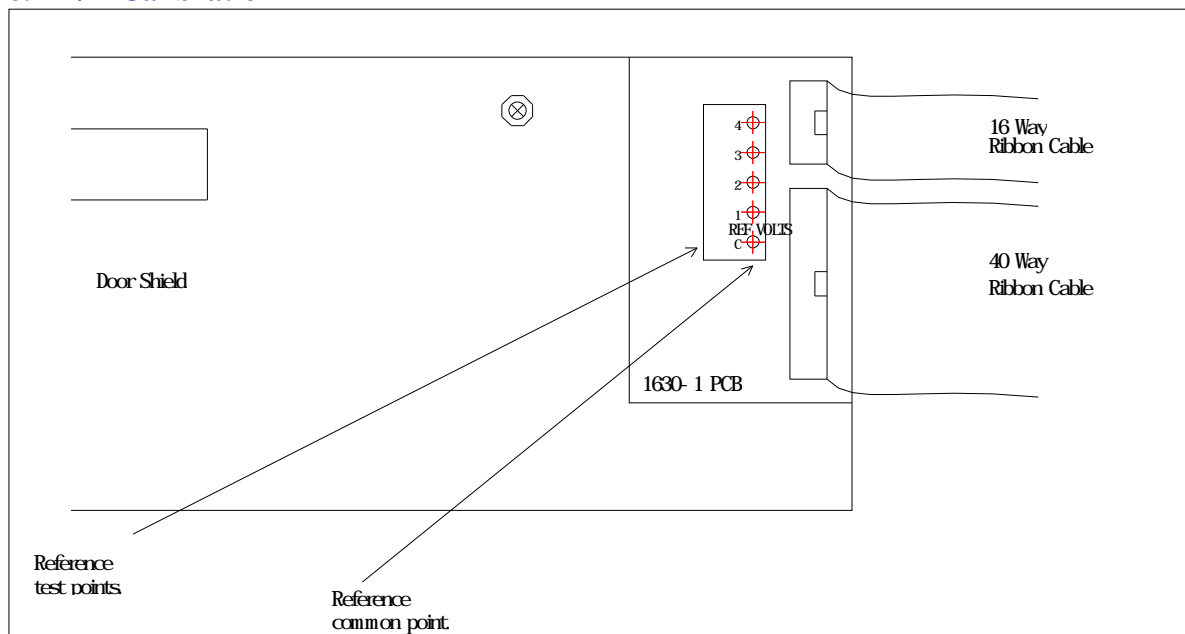 4
3
2
1
REF VOLTS
C
16 Way
Ribbon Cable
Door Shield
40 Way
Ribbon Cable
1630-1 PCB
Reference
test points.
Reference
common point.